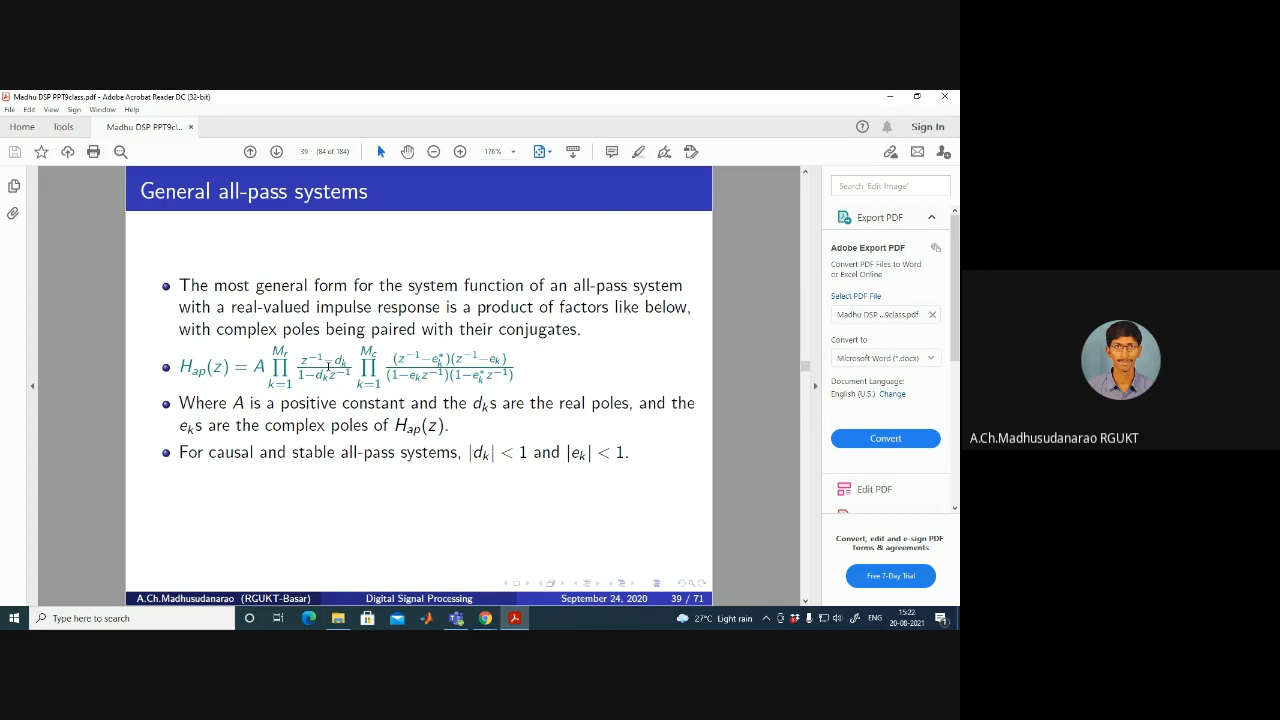 Madhu DSP PPT9class.pdf - Adobe Acrobat Reader DC (32-bit)
File Edit View Sign Window Help
Home Tools Madhu DSP PPT9cl... × Sign In
39 (84 of 184) 176%
General all-pass systems
The most general form for the system function of an all-pass system
with a real-valued impulse response is a product of factors like below,
with complex poles being paired with their conjugates.
H_{ap}(z) = A ∏_{k=1}^{M_r} \frac{z^{-1}-d_k}{1-d_k z^{-1}} ∏_{k=1}^{M_c} \frac{(z^{-1}-e_k^*)(z^{-1}-e_k)}{(1-e_k z^{-1})(1-e_k^* z^{-1})}
Where A is a positive constant and the d_ks are the real poles, and the
e_ks are the complex poles of H_{ap}(z).
For causal and stable all-pass systems, |d_k| < 1 and |e_k| < 1.
A.Ch.Madhusudanarao (RGUKT-Basar) Digital Signal Processing September 24, 2020 39 / 71
Search 'Edit Image'
Export PDF
Adobe Export PDF
Convert PDF Files to Word
or Excel Online
Select PDF File
Madhu DSP ...9class.pdf ×
Convert to
Microsoft Word (*.docx)
Document Language:
English (U.S.) Change
Convert
Edit PDF
Convert, edit and e-sign PDF
forms & agreements
Free 7-Day Trial
A.Ch.Madhusudanarao RGUKT
Type here to search
27°C Light rain ENG
15:22
20-08-2021